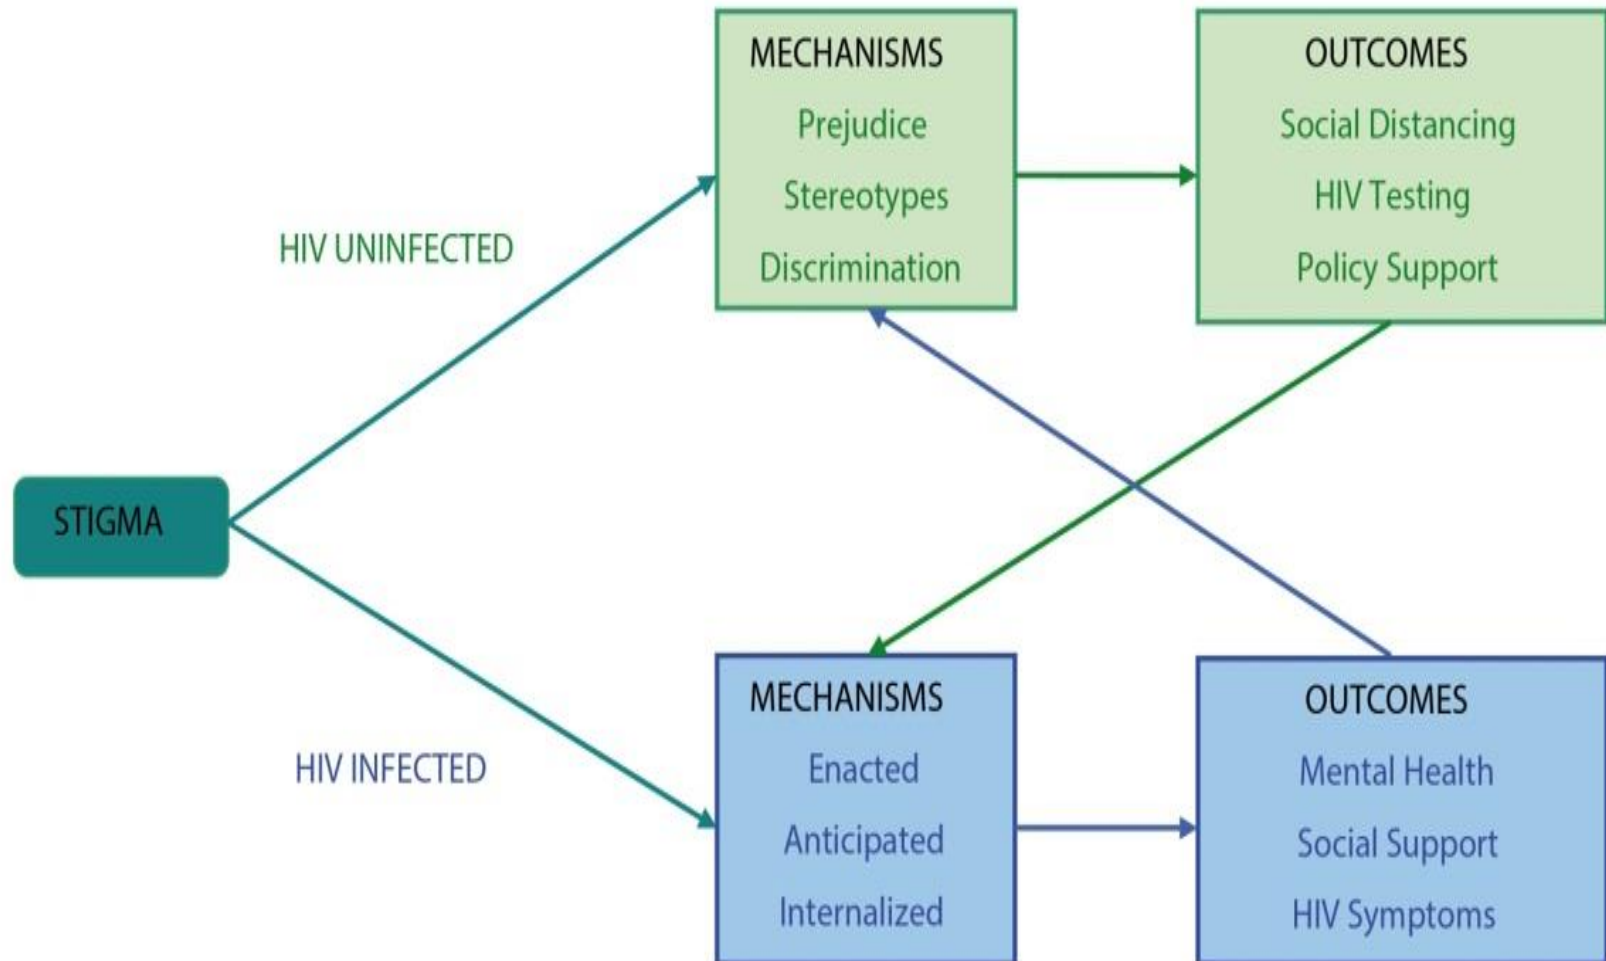 MECHANISMS
Prejudice
Stereotypes
Discrimination
OUTCOMES
Social Distancing
HIV Testing
Policy Support
HIV UNINFECTED
STIGMA
HIV INFECTED
MECHANISMS
Enacted
Anticipated
Internalized
OUTCOMES
Mental Health
Social Support
HIV Symptoms